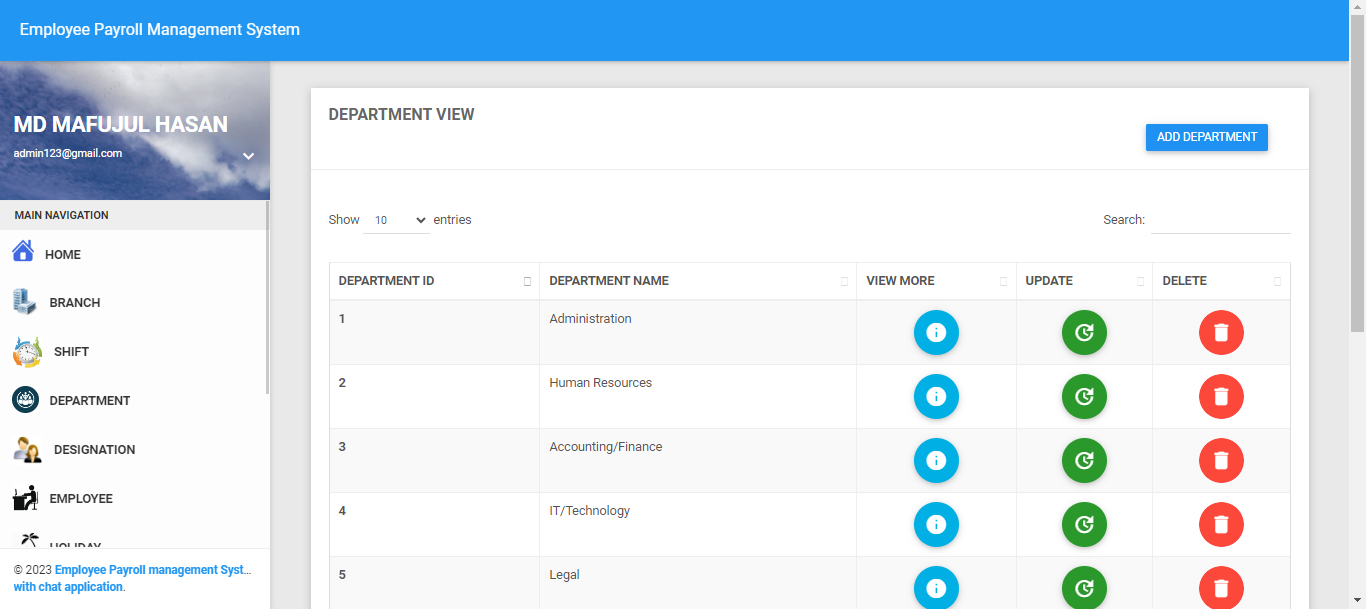 Employee Payroll Management System
MD MAFUJUL HASAN
admin123@gmail.com
MAIN NAVIGATION
HOME
BRANCH
SHIFT
DEPARTMENT
DESIGNATION
EMPLOYEE
HOLIDAY
© 2023 Employee Payroll management Syst...
with chat application.
DEPARTMENT VIEW
ADD DEPARTMENT
Show 10 entries Search:
DEPARTMENT ID DEPARTMENT NAME VIEW MORE UPDATE DELETE
1 Administration
2 Human Resources
3 Accounting/Finance
4 IT/Technology
5 Legal